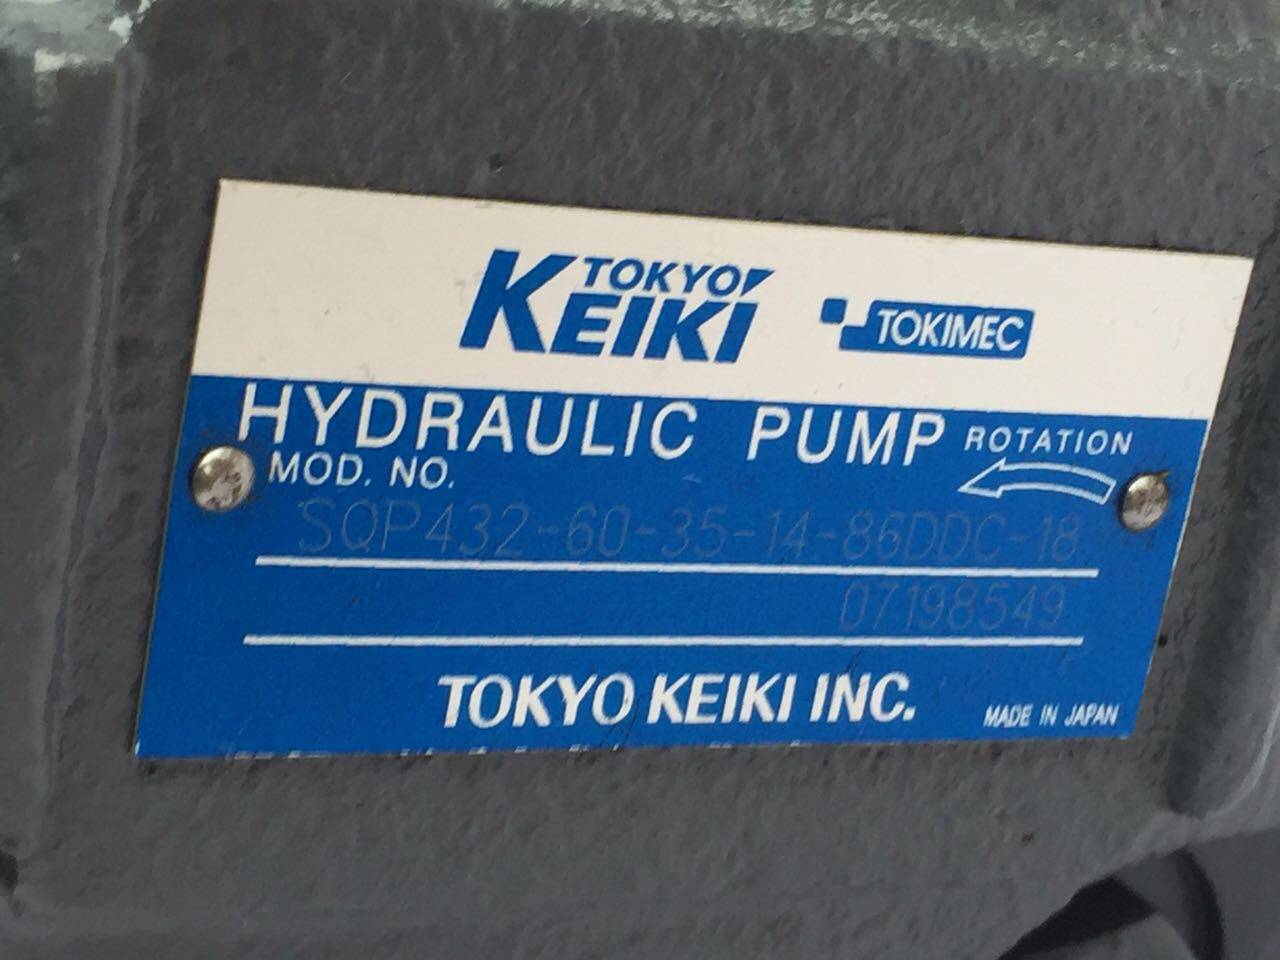 TOKYO
KEIKI
TOKIMEC
HYDRAULIC PUMP ROTATION
MOD. NO.
SQP432-60-35-14-86DDC-18
07198549
TOKYO KEIKI INC.
MADE IN JAPAN